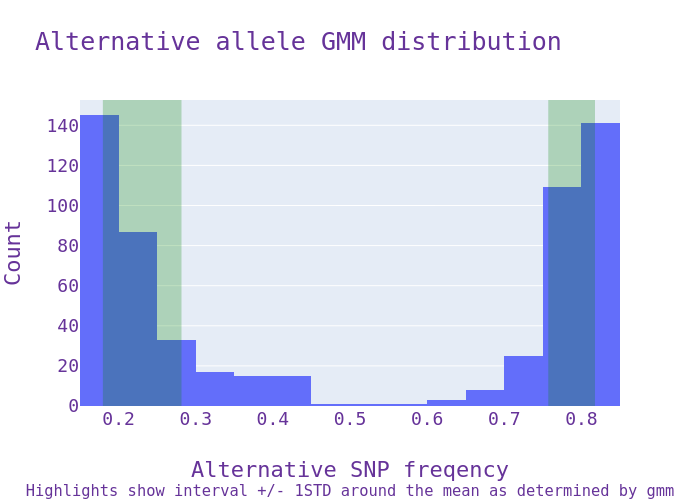 Alternative allele GMM distribution
140
120
100
80
60
40
20
0
Count
0.2 0.3 0.4 0.5 0.6 0.7 0.8
Alternative SNP freqency
Highlights show interval +/- 1STD around the mean as determined by gmm